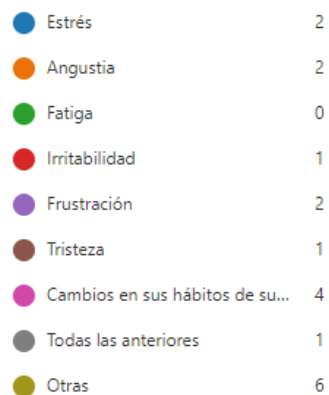 Estrés 2
Angustia 2
Fatiga 0
Irritabilidad 1
Frustración 2
Tristeza 1
Cambios en sus hábitos de su... 4
Todas las anteriores 1
Otras 6